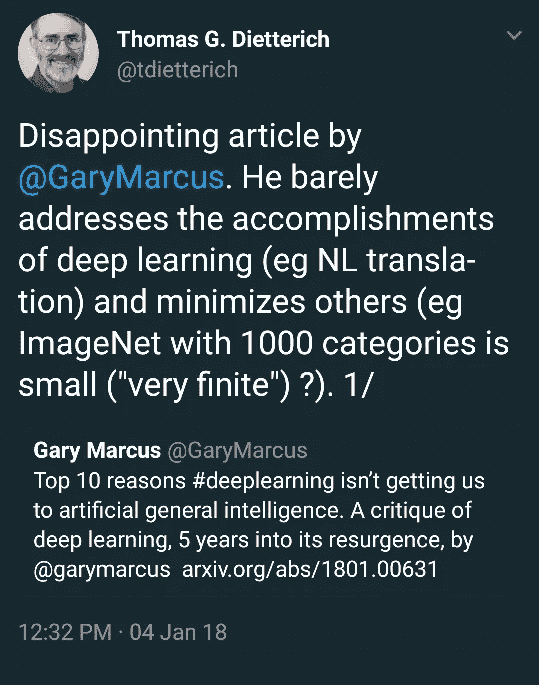 Thomas G. Dietterich
@tdietterich
Disappointing article by
@GaryMarcus. He barely
addresses the accomplishments
of deep learning (eg NL transla-
tion) and minimizes others (eg
ImageNet with 1000 categories is
small ("very finite") ?). 1/
Gary Marcus @GaryMarcus
Top 10 reasons #deeplearning isn’t getting us
to artificial general intelligence. A critique of
deep learning, 5 years into its resurgence, by
@garymarcus arxiv.org/abs/1801.00631
12:32 PM · 04 Jan 18